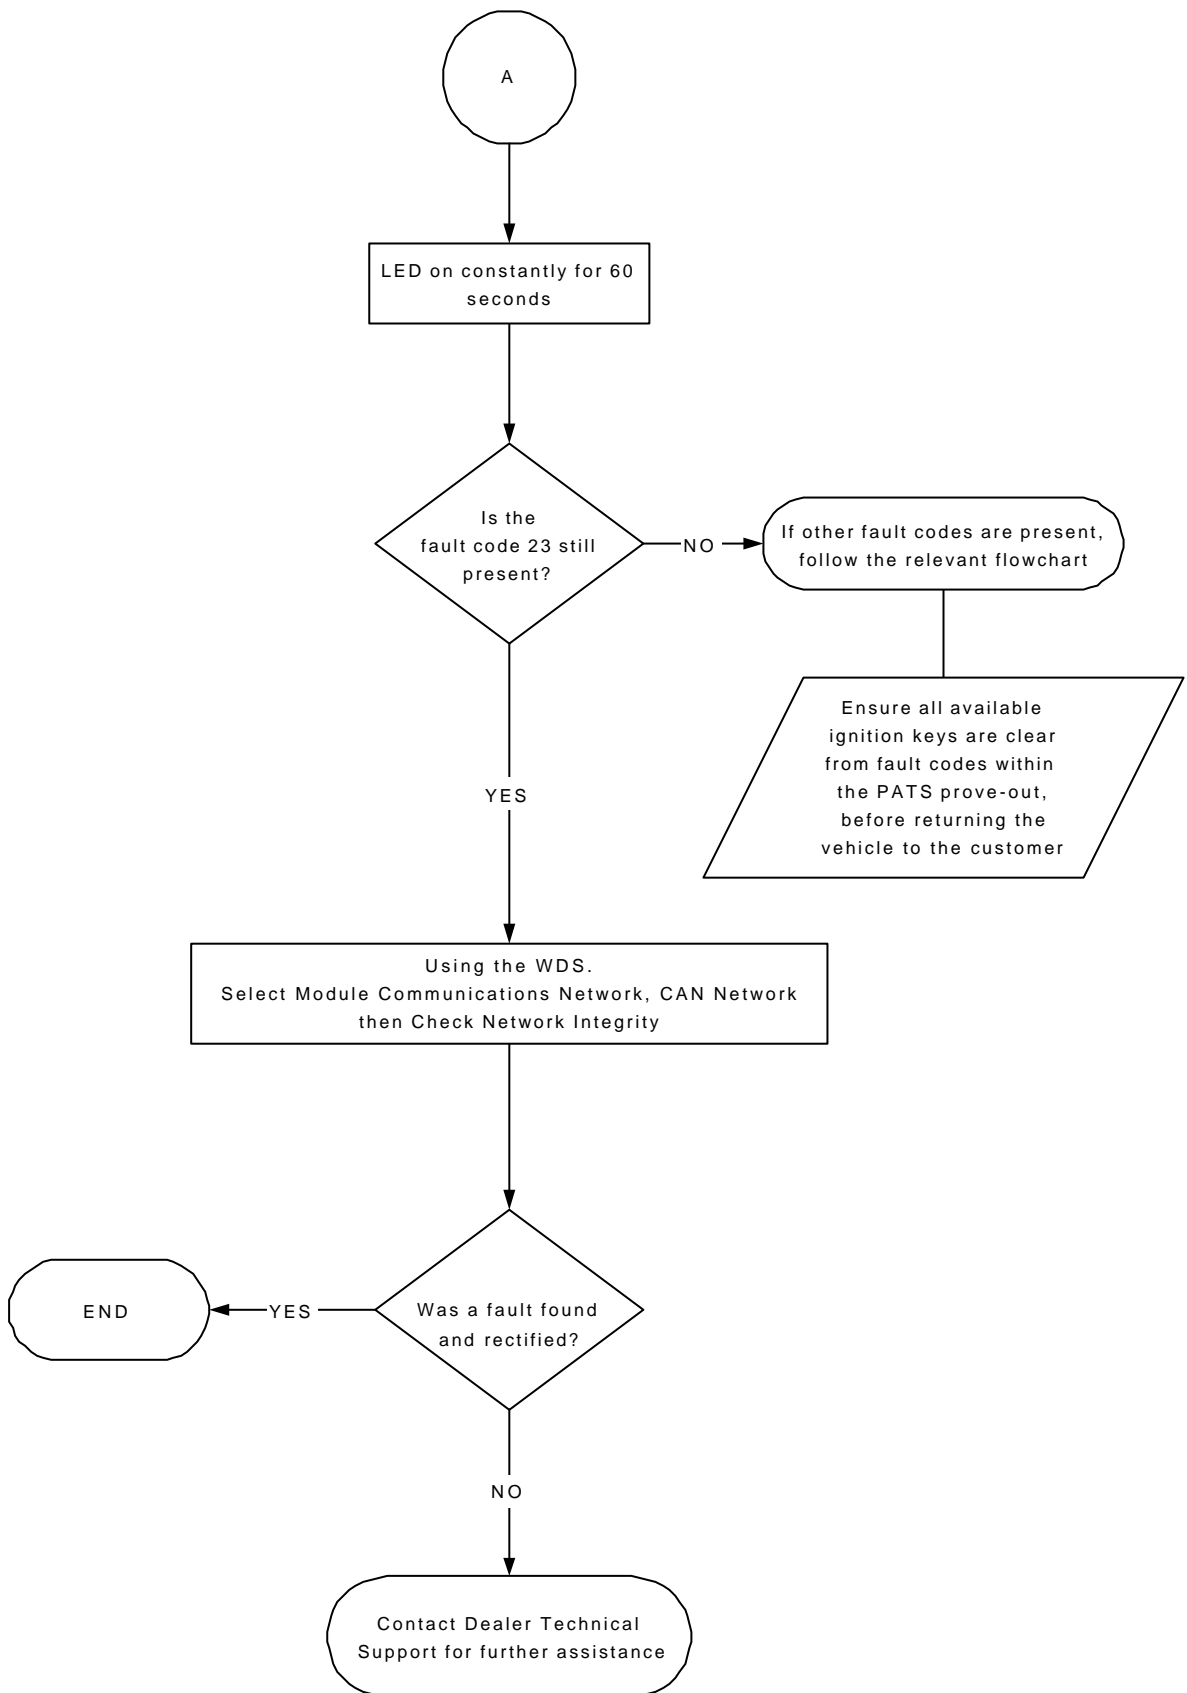 A
LED on constantly for 60
seconds
Is the
fault code 23 still
present?
NO
If other fault codes are present,
follow the relevant flowchart
Ensure all available
ignition keys are clear
from fault codes within
the PATS prove-out,
before returning the
vehicle to the customer
YES
Using the WDS.
Select Module Communications Network, CAN Network
then Check Network Integrity
END
YES
Was a fault found
and rectified?
NO
Contact Dealer Technical
Support for further assistance